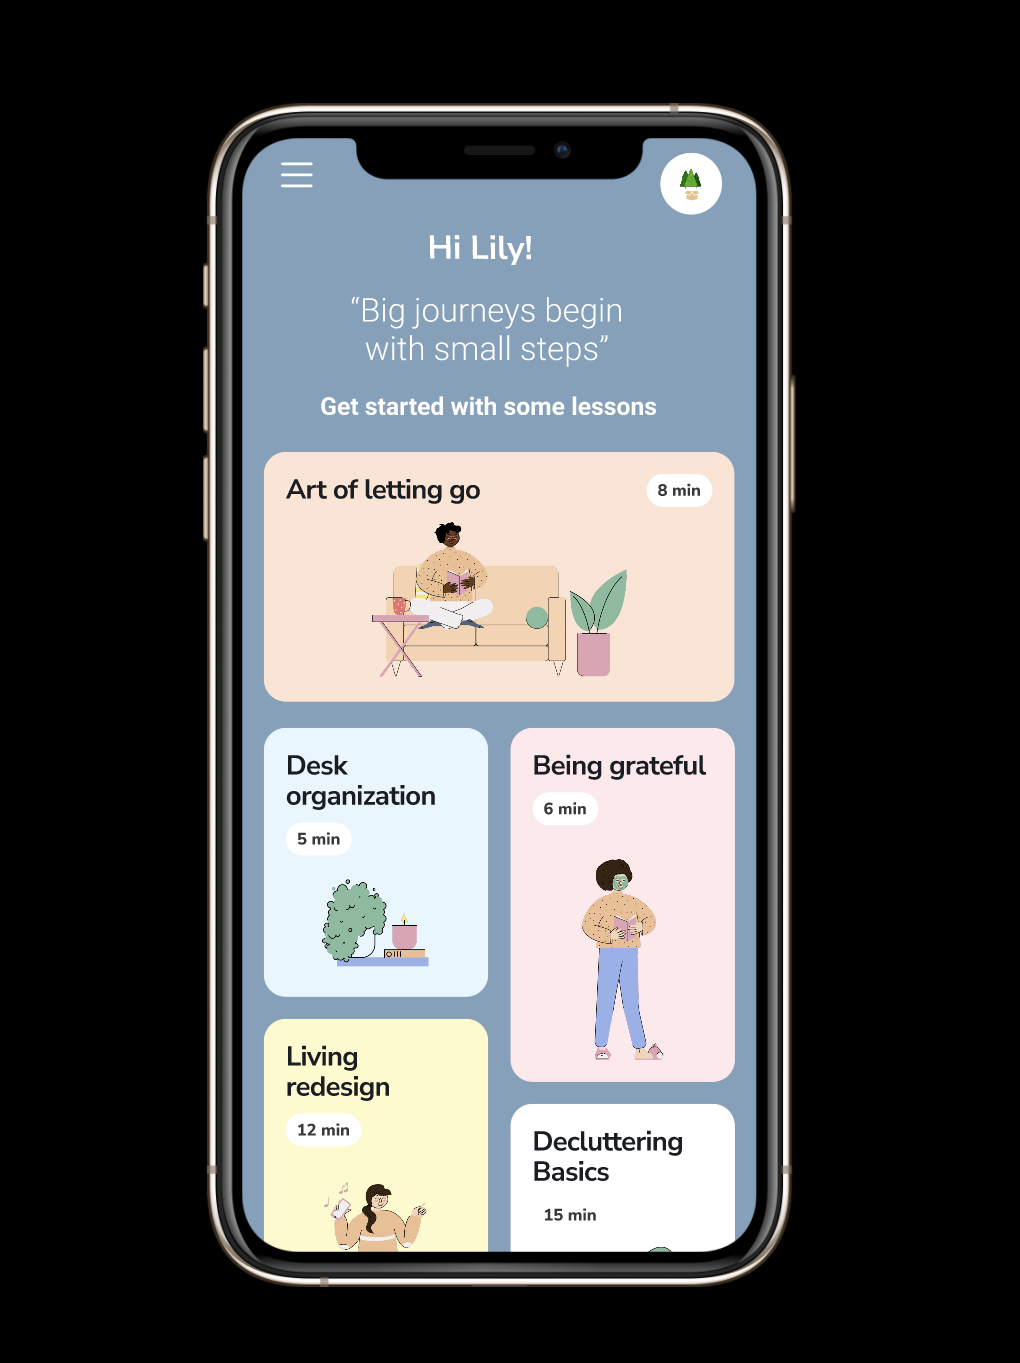 Hi Lily!
“Big journeys begin
with small steps”
Get started with some lessons
Art of letting go
8 min
Desk
organization
5 min
Being grateful
6 min
Living
redesign
12 min
Decluttering
Basics
15 min